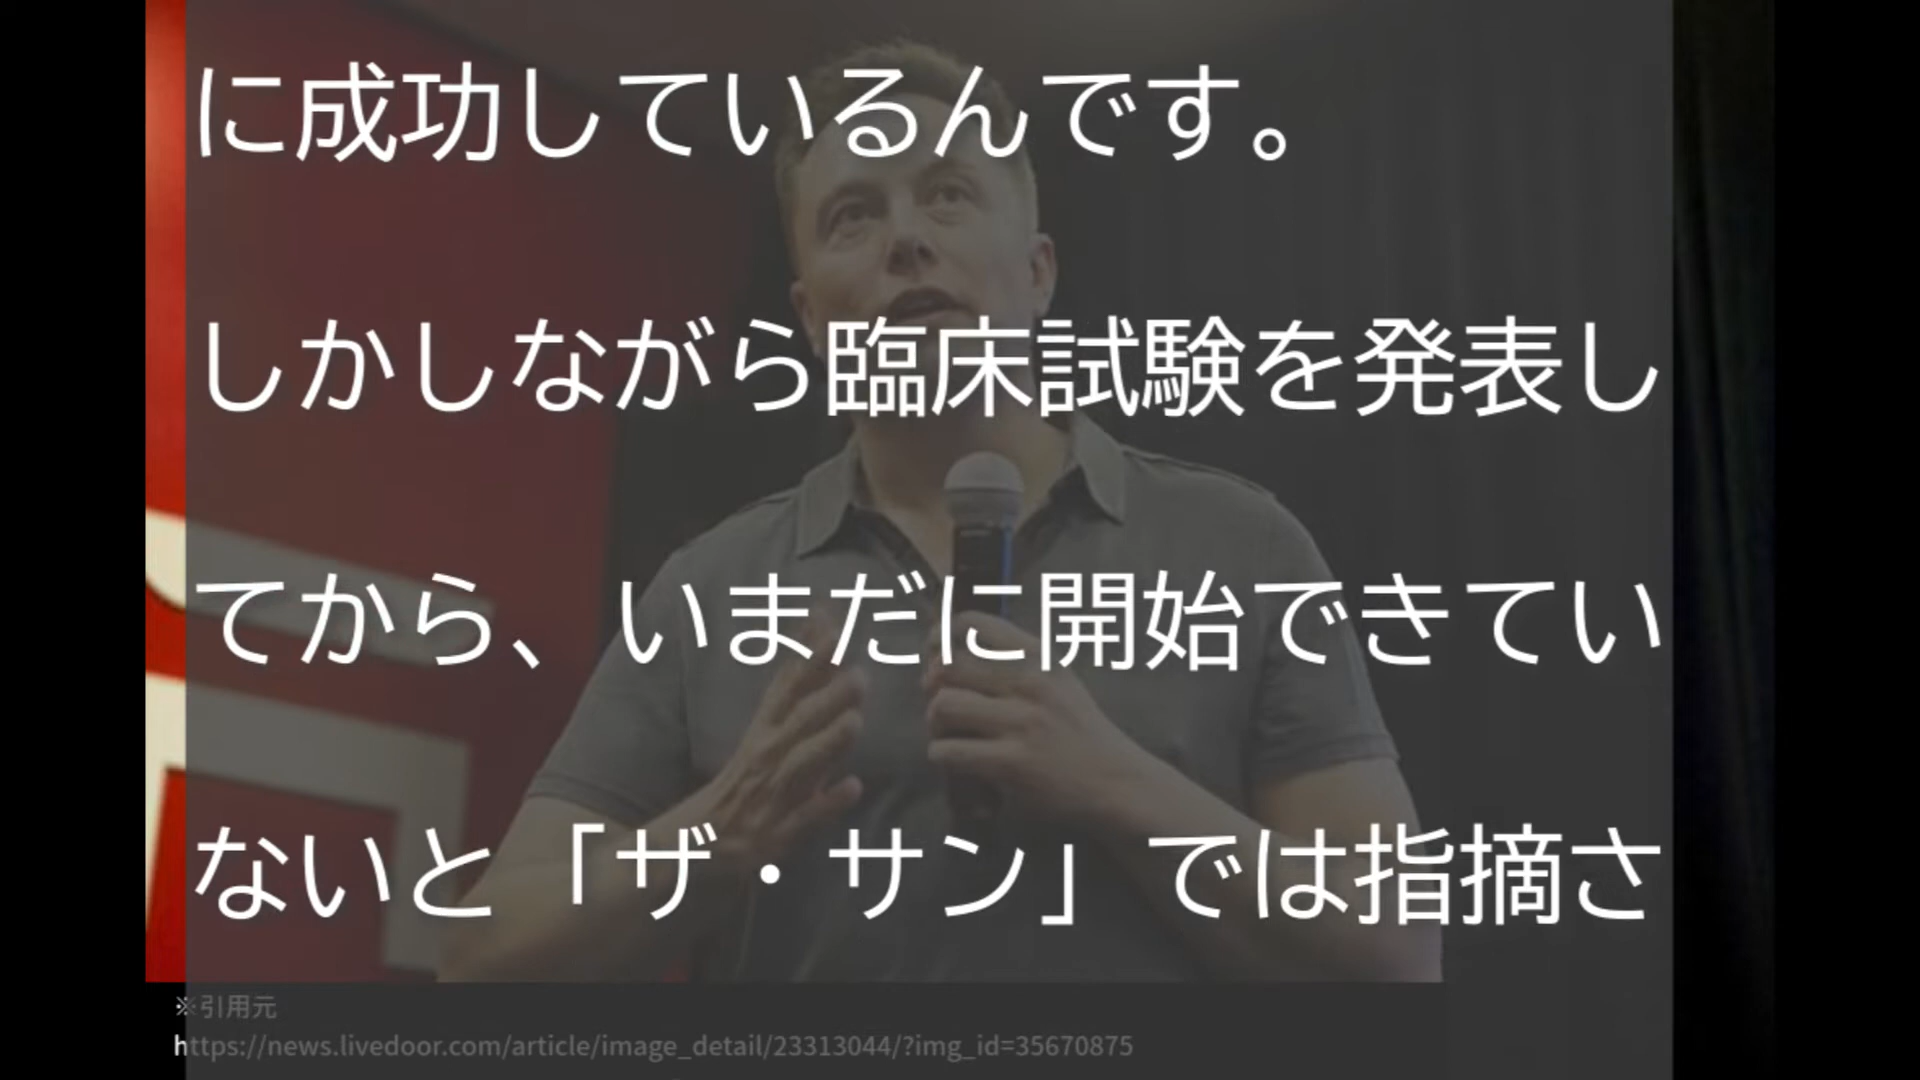 に成功しているんです。
しかしながら臨床試験を発表し
てから、いまだに開始できてい
ないと「ザ・サン」では指摘さ
※引用元
https://news.livedoor.com/article/image_detail/23313044/?img_id=35670875